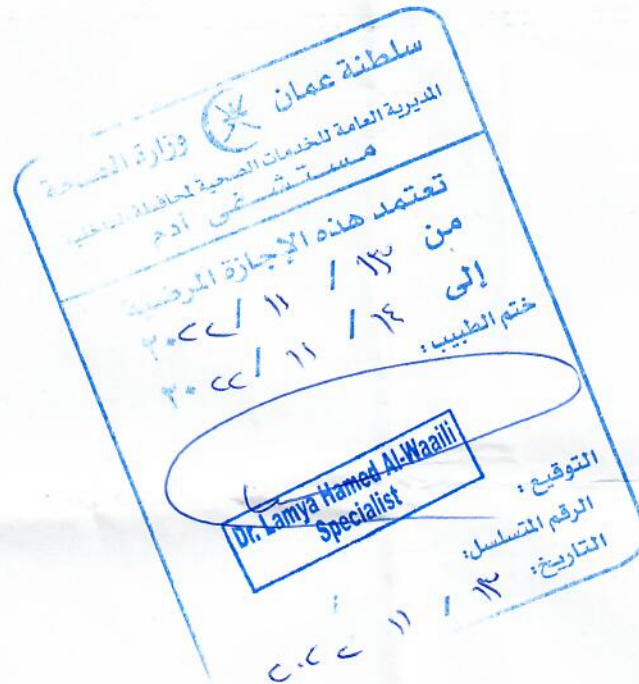 سلطنة عمان
وزارة الصحة
المديرية العامة للخدمات الصحية لمحافظة الداخلية
مستشفى أدم
تعتمد هذه الإجازة المرضية
من ١٣ / ١١ / ٢٠٢٢
إلى ١٤ / ١١ / ٢٠٢٢
ختم الطبيب:
Dr. Lamya Hamed Al-Waaili
Specialist
التوقيع:
الرقم المتسلسل:
التاريخ: ١٣ / ١١ / ٢٠٢٢